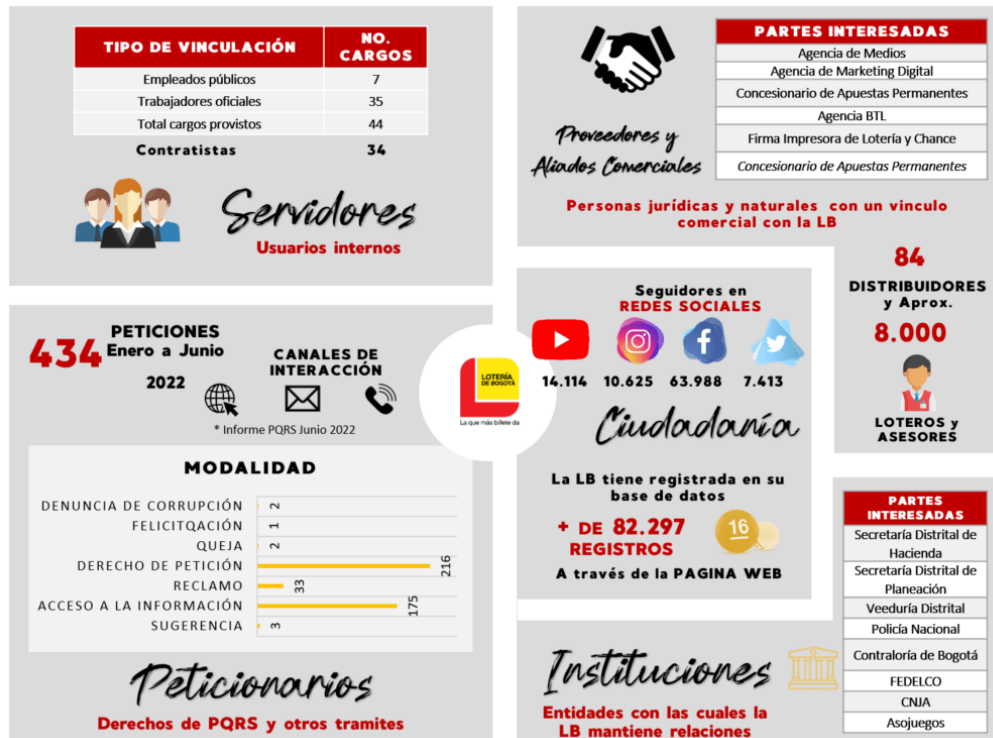 TIPO DE VINCULACIÓN
NO. CARGOS
Empleados públicos 7
Trabajadores oficiales 35
Total cargos provistos 44
Contratistas 34
Servidores
Usuarios internos
PARTES INTERESADAS
Agencia de Medios
Agencia de Marketing Digital
Concesionario de Apuestas Permanentes
Agencia BTL
Firma Impresora de Lotería y Chance
Concesionario de Apuestas Permanentes
Proveedores y
Aliados Comerciales
Personas jurídicas y naturales con un vinculo
comercial con la LB
84
DISTRIBUIDORES
y Aprox.
8.000
LOTEROS y
ASESORES
434 PETICIONES
Enero a Junio
2022
CANALES DE
INTERACCIÓN
* Informe PQRS Junio 2022
MODALIDAD
DENUNCIA DE CORRUPCIÓN 2
FELICITQACIÓN 1
QUEJA 2
DERECHO DE PETICIÓN 216
RECLAMO 33
ACCESO A LA INFORMACIÓN 175
SUGERENCIA 3
Peticionarios
Derechos de PQRS y otros tramites
LOTERÍA
DE BOGOTÁ
La que más billete da
Seguidores en
REDES SOCIALES
14.114 10.625 63.988 7.413
Ciudadanía
La LB tiene registrada en su
base de datos
+ DE 82.297
REGISTROS
16
A través de la PAGINA WEB
Instituciones
Entidades con las cuales la
LB mantiene relaciones
PARTES
INTERESADAS
Secretaría Distrital de
Hacienda
Secretaría Distrital de
Planeación
Veeduría Distrital
Policía Nacional
Contraloría de Bogotá
FEDELCO
CNJA
Asojuegos